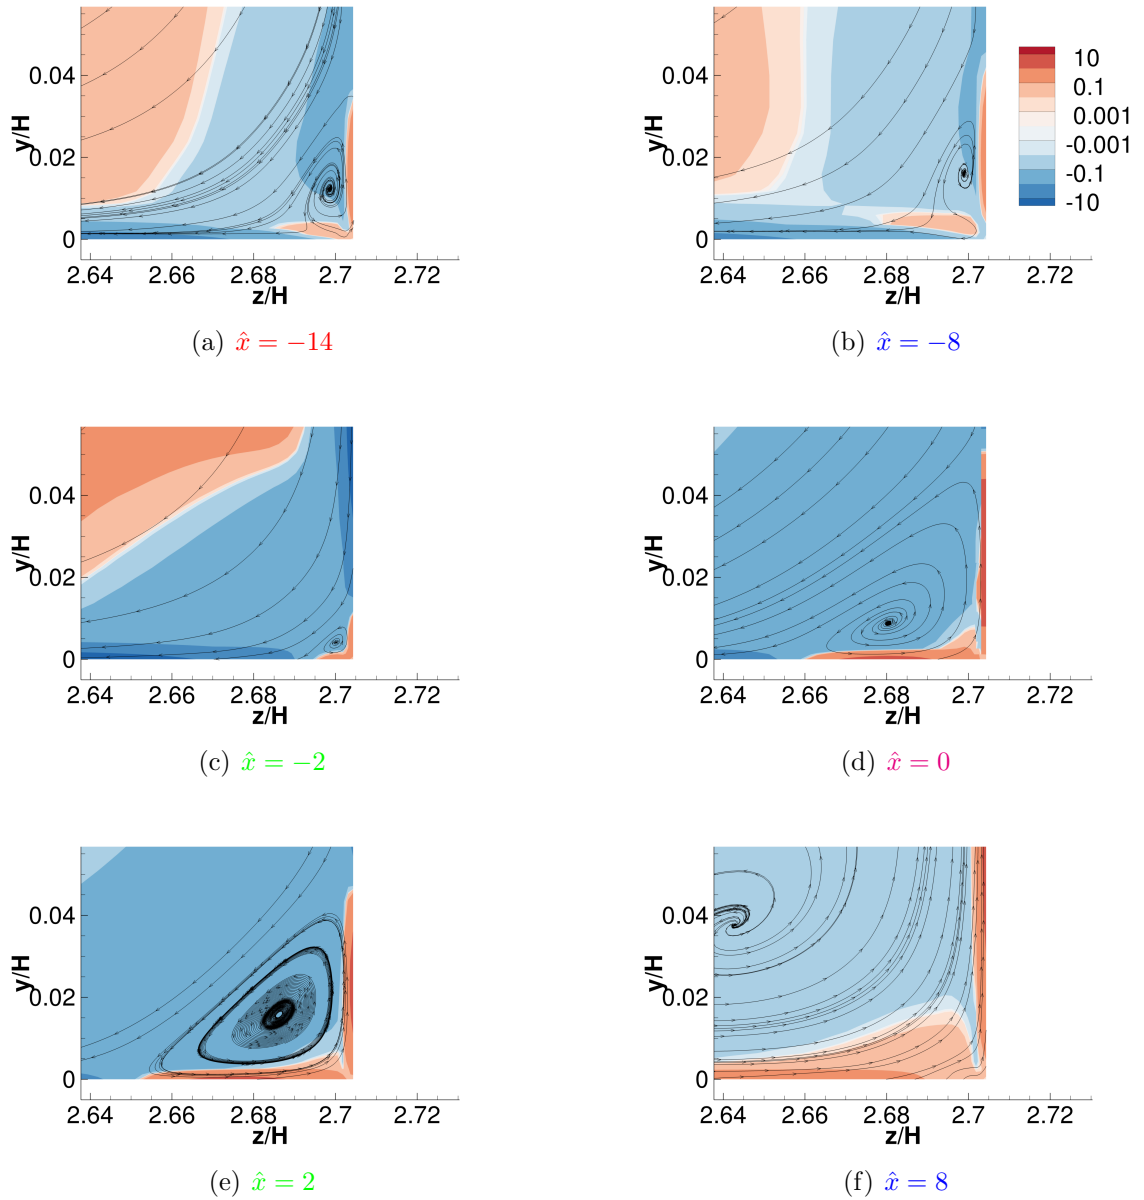 0.04
0.02
0
y/H
2.64 2.66 2.68 2.7 2.72
z/H
(a) x̂ = −14
0.04
0.02
0
y/H
2.64 2.66 2.68 2.7 2.72
z/H
10
0.1
0.001
-0.001
-0.1
-10
(b) x̂ = −8
0.04
0.02
0
y/H
2.64 2.66 2.68 2.7 2.72
z/H
(c) x̂ = −2
0.04
0.02
0
y/H
2.64 2.66 2.68 2.7 2.72
z/H
(d) x̂ = 0
0.04
0.02
0
y/H
2.64 2.66 2.68 2.7 2.72
z/H
(e) x̂ = 2
0.04
0.02
0
y/H
2.64 2.66 2.68 2.7 2.72
z/H
(f) x̂ = 8